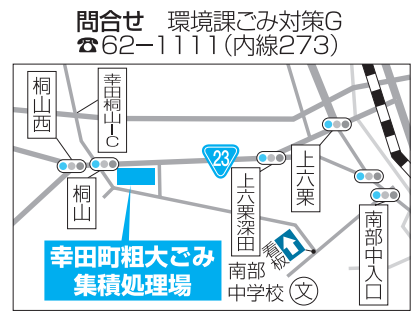 問合せ 環境課ごみ対策G
☎62−1111(内線273)
桐山西
幸田桐山IC
桐山
23
上六栗深田
上六栗
南部中入口
看板
南部
中学校 文
幸田町粗大ごみ
集積処理場